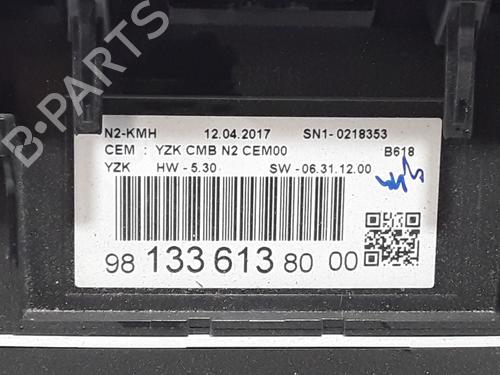 N2-KMH 12.04.2017 SN1- 0218353
CEM : YZK CMB N2 CEM00 B618
YZK HW - 5.30 SW - 06.31.12.00
98 133 613 80 00
B-PARTS